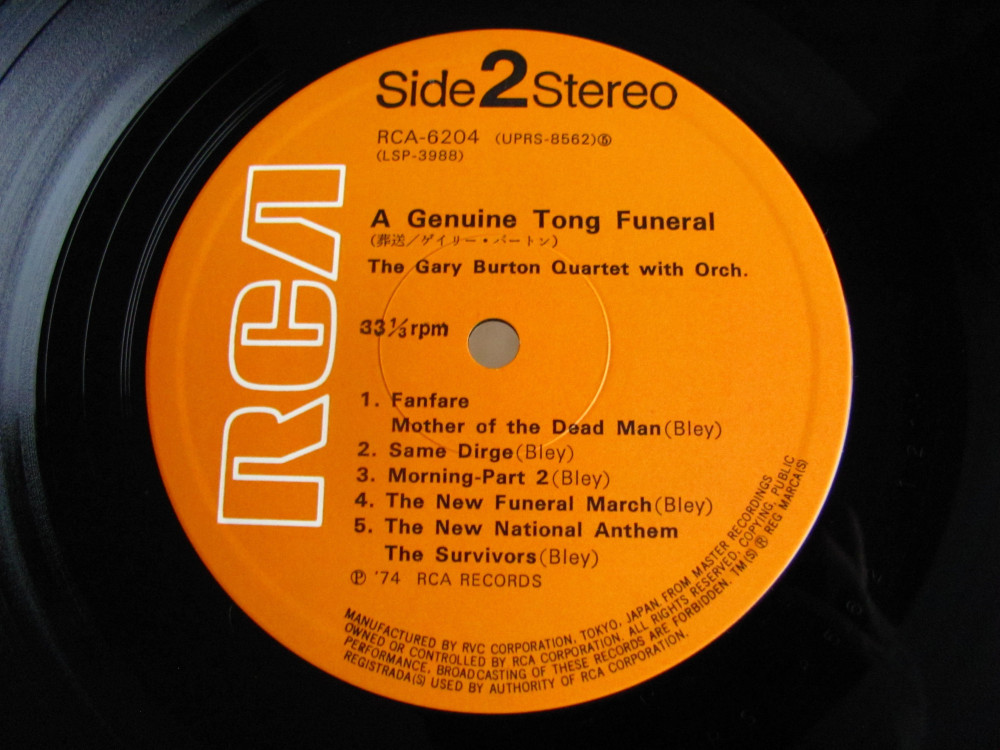 Side 2 Stereo
RCA-6204 (UPRS-8562)⑤
(LSP-3988)
A Genuine Tong Funeral
(葬送/ゲイリー・バートン)
The Gary Burton Quartet with Orch.
33⅓rpm
1. Fanfare
Mother of the Dead Man(Bley)
2. Same Dirge(Bley)
3. Morning-Part 2(Bley)
4. The New Funeral March(Bley)
5. The New National Anthem
The Survivors(Bley)
℗ '74 RCA RECORDS
RCA
MANUFACTURED BY RVC CORPORATION, TOKYO, JAPAN FROM MASTER RECORDINGS
OWNED OR CONTROLLED BY RCA CORPORATION. ALL RIGHTS RESERVED, COPYING, PUBLIC
PERFORMANCE, BROADCASTING OF THESE RECORDS ARE FORBIDDEN. TM(S) ® REG MARCA(S)
REGISTRADA(S) USED BY AUTHORITY OF RCA CORPORATION.